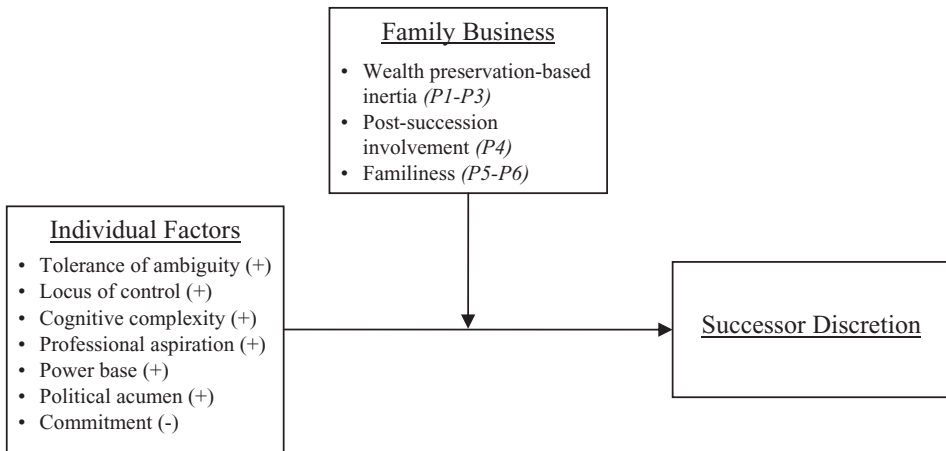 Family Business
• Wealth preservation-based
inertia (P1-P3)
• Post-succession
involvement (P4)
• Familiness (P5-P6)
Individual Factors
• Tolerance of ambiguity (+)
• Locus of control (+)
• Cognitive complexity (+)
• Professional aspiration (+)
• Power base (+)
• Political acumen (+)
• Commitment (-)
Successor Discretion